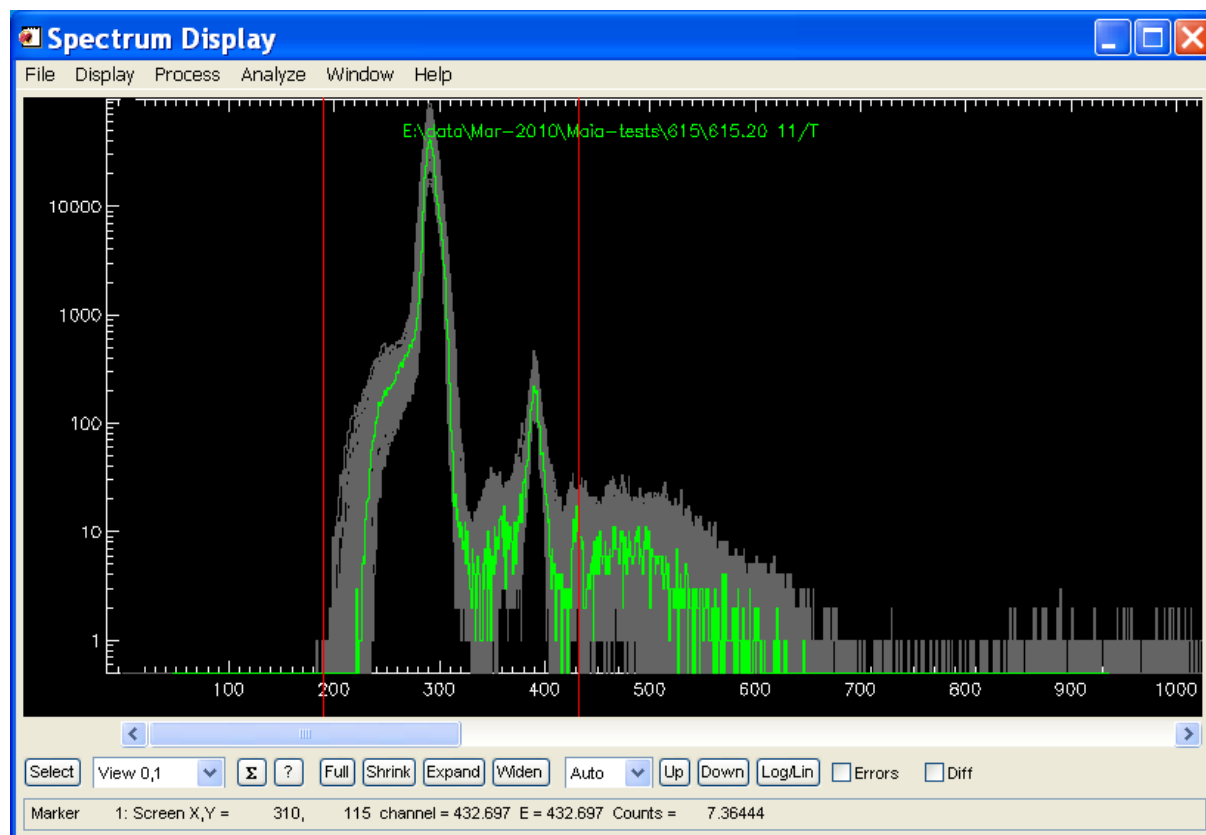 Spectrum Display
File Display Process Analyze Window Help
E:\data\Mar-2010\Maia-tests\615\615.20 11/T
10000
1000
100
10
1
100 200 300 400 500 600 700 800 900 1000
Select View 0,1 Σ ? Full Shrink Expand Widen Auto Up Down Log/Lin Errors Diff
Marker 1: Screen X,Y = 310, 115 channel = 432.697 E = 432.697 Counts = 7.36444